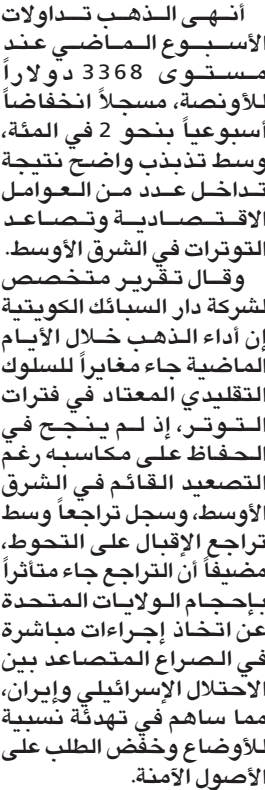 أنهى الذهب تداولات
الأسبوع الماضي عند
مستوى 3368 دولاراً
للأونصة، مسجلاً انخفاضاً
أسبوعياً بنحو 2 في المئة،
وسط تذبذب واضح نتيجة
تداخل عدد من العوامل
الاقتصادية وتصاعد
التوترات في الشرق الأوسط.
وقال تقرير متخصص
لشركة دار السبائك الكويتية
إن أداء الذهب خلال الأيام
الماضية جاء مغايراً للسلوك
التقليدي المعتاد في فترات
التوتر، إذ لم ينجح في
الحفاظ على مكاسبه رغم
التصعيد القائم في الشرق
الأوسط، وسجل تراجعاً وسط
تراجع الإقبال على التحوط،
مضيفاً أن التراجع جاء متأثراً
بإحجام الولايات المتحدة
عن اتخاذ إجراءات مباشرة
في الصراع المتصاعد بين
الاحتلال الإسرائيلي وإيران،
مما ساهم في تهدئة نسبية
للأوضاع وخفض الطلب على
الأصول الآمنة.